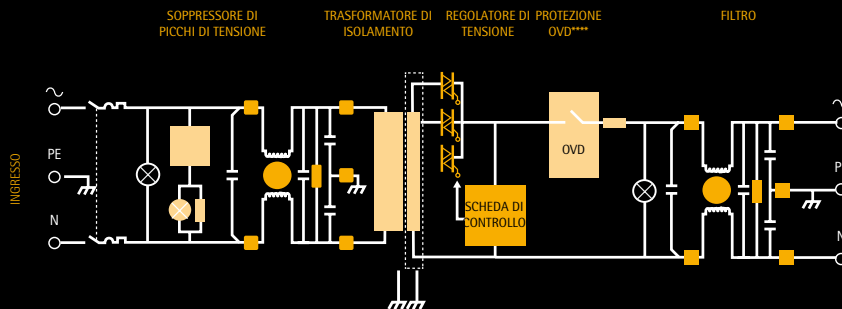 SOPPRESSORE DI
PICCHI DI TENSIONE
TRASFORMATORE DI
ISOLAMENTO
REGOLATORE DI
TENSIONE
PROTEZIONE
OVD****
FILTRO
INGRESSO
PE
N
OVD
SCHEDA DI
CONTROLLO
P
N